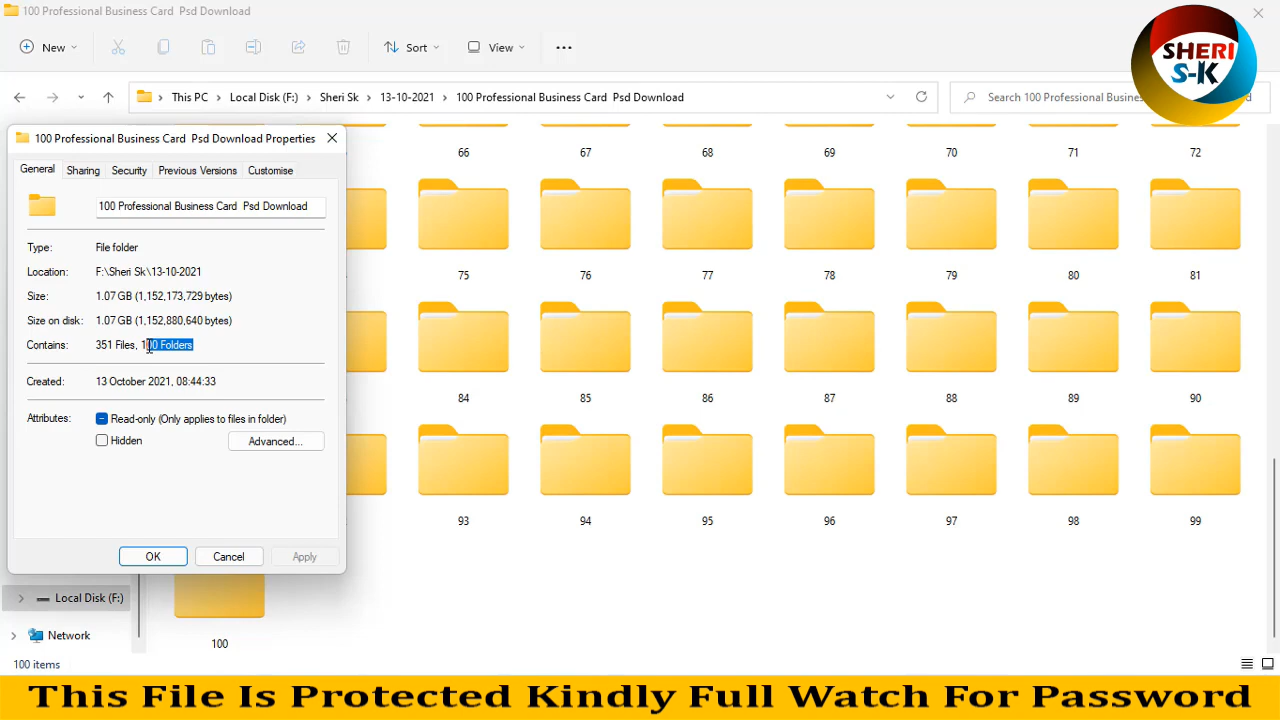 100 Professional Business Card  Psd Download
New
Sort
View
SHERI
S-K
This PC
Local Disk (F:)
Sheri Sk
13-10-2021
100 Professional Business Card  Psd Download
Search 100 Professional Busine
100 Professional Business Card  Psd Download Properties
General
Sharing
Security
Previous Versions
Customise
100 Professional Business Card  Psd Download
Type:
File folder
Location:
F:\Sheri Sk\13-10-2021
Size:
1.07 GB (1,152,173,729 bytes)
Size on disk:
1.07 GB (1,152,880,640 bytes)
Contains:
351 Files, 100 Folders
Created:
13 October 2021, 08:44:33
Attributes:
Read-only (Only applies to files in folder)
Hidden
Advanced...
OK
Cancel
Apply
66
67
68
69
70
71
72
75
76
77
78
79
80
81
84
85
86
87
88
89
90
93
94
95
96
97
98
99
100
Local Disk (F:)
Network
100 items
This File Is Protected Kindly Full Watch For Password